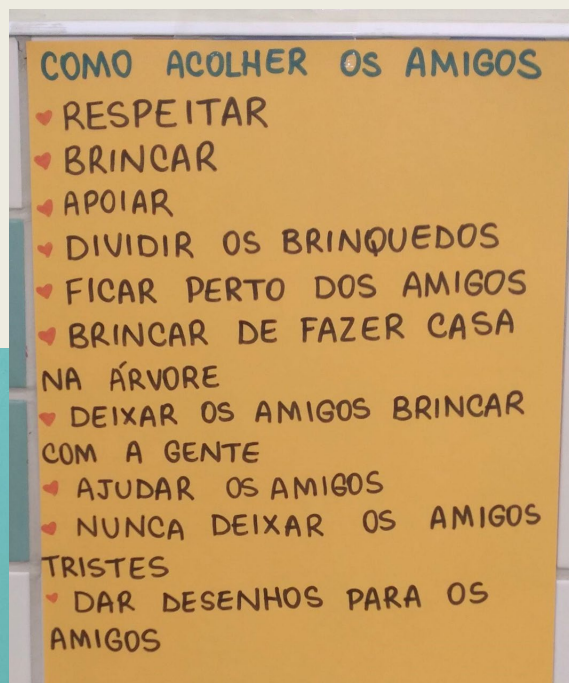 COMO ACOLHER OS AMIGOS
♥ RESPEITAR
♥ BRINCAR
♥ APOIAR
♥ DIVIDIR OS BRINQUEDOS
♥ FICAR PERTO DOS AMIGOS
♥ BRINCAR DE FAZER CASA
NA ÁRVORE
♥ DEIXAR OS AMIGOS BRINCAR
COM A GENTE
♥ AJUDAR OS AMIGOS
♥ NUNCA DEIXAR OS AMIGOS
TRISTES
♥ DAR DESENHOS PARA OS
AMIGOS